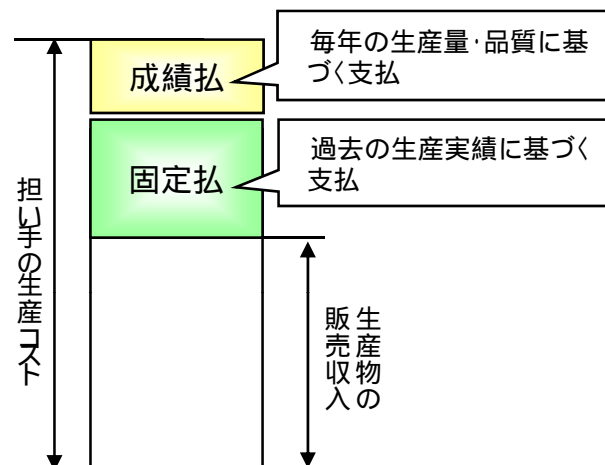 成績払
毎年の生産量・品質に基
づく支払
固定払
過去の生産実績に基づく
支払
担い手の生産コスト
生産物の
販売収入